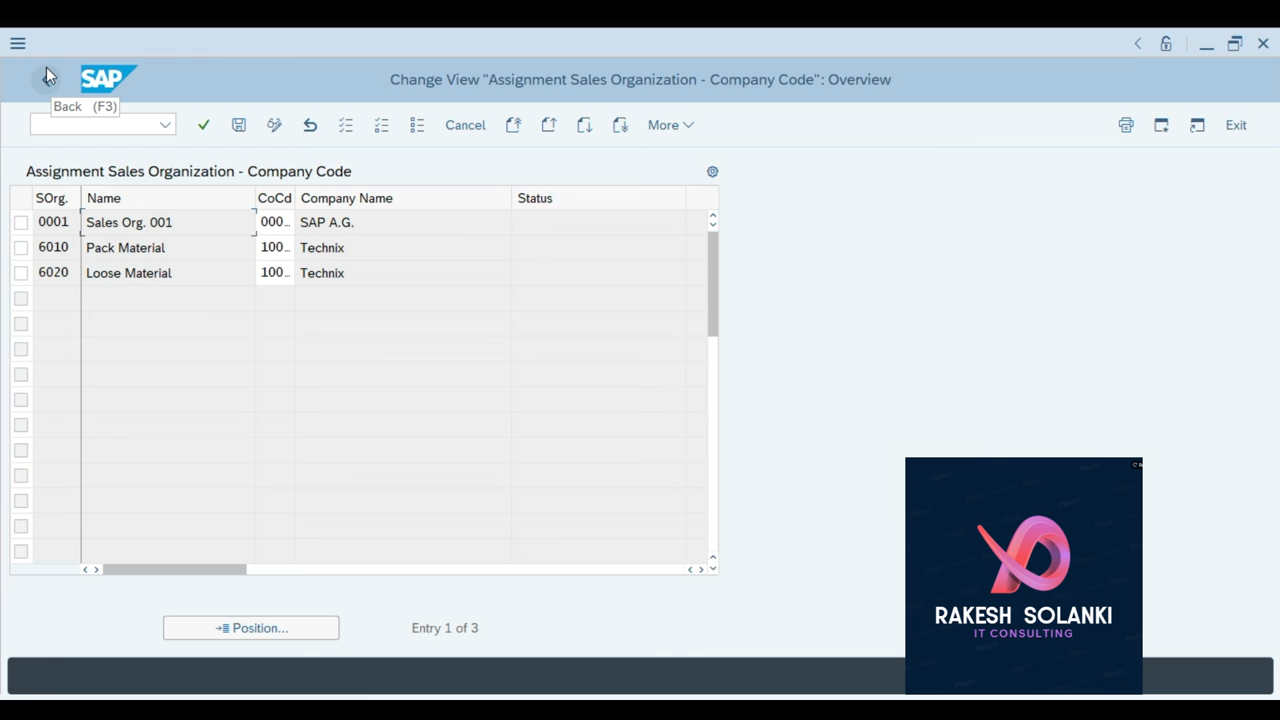 SAP
Change View "Assignment Sales Organization - Company Code": Overview
Back (F3)
Cancel
More
Exit
Assignment Sales Organization - Company Code
SOrg. Name CoCd Company Name Status
0001 Sales Org. 001 000... SAP A.G.
6010 Pack Material 100... Technix
6020 Loose Material 100... Technix
Position... Entry 1 of 3
RAKESH SOLANKI
IT CONSULTING